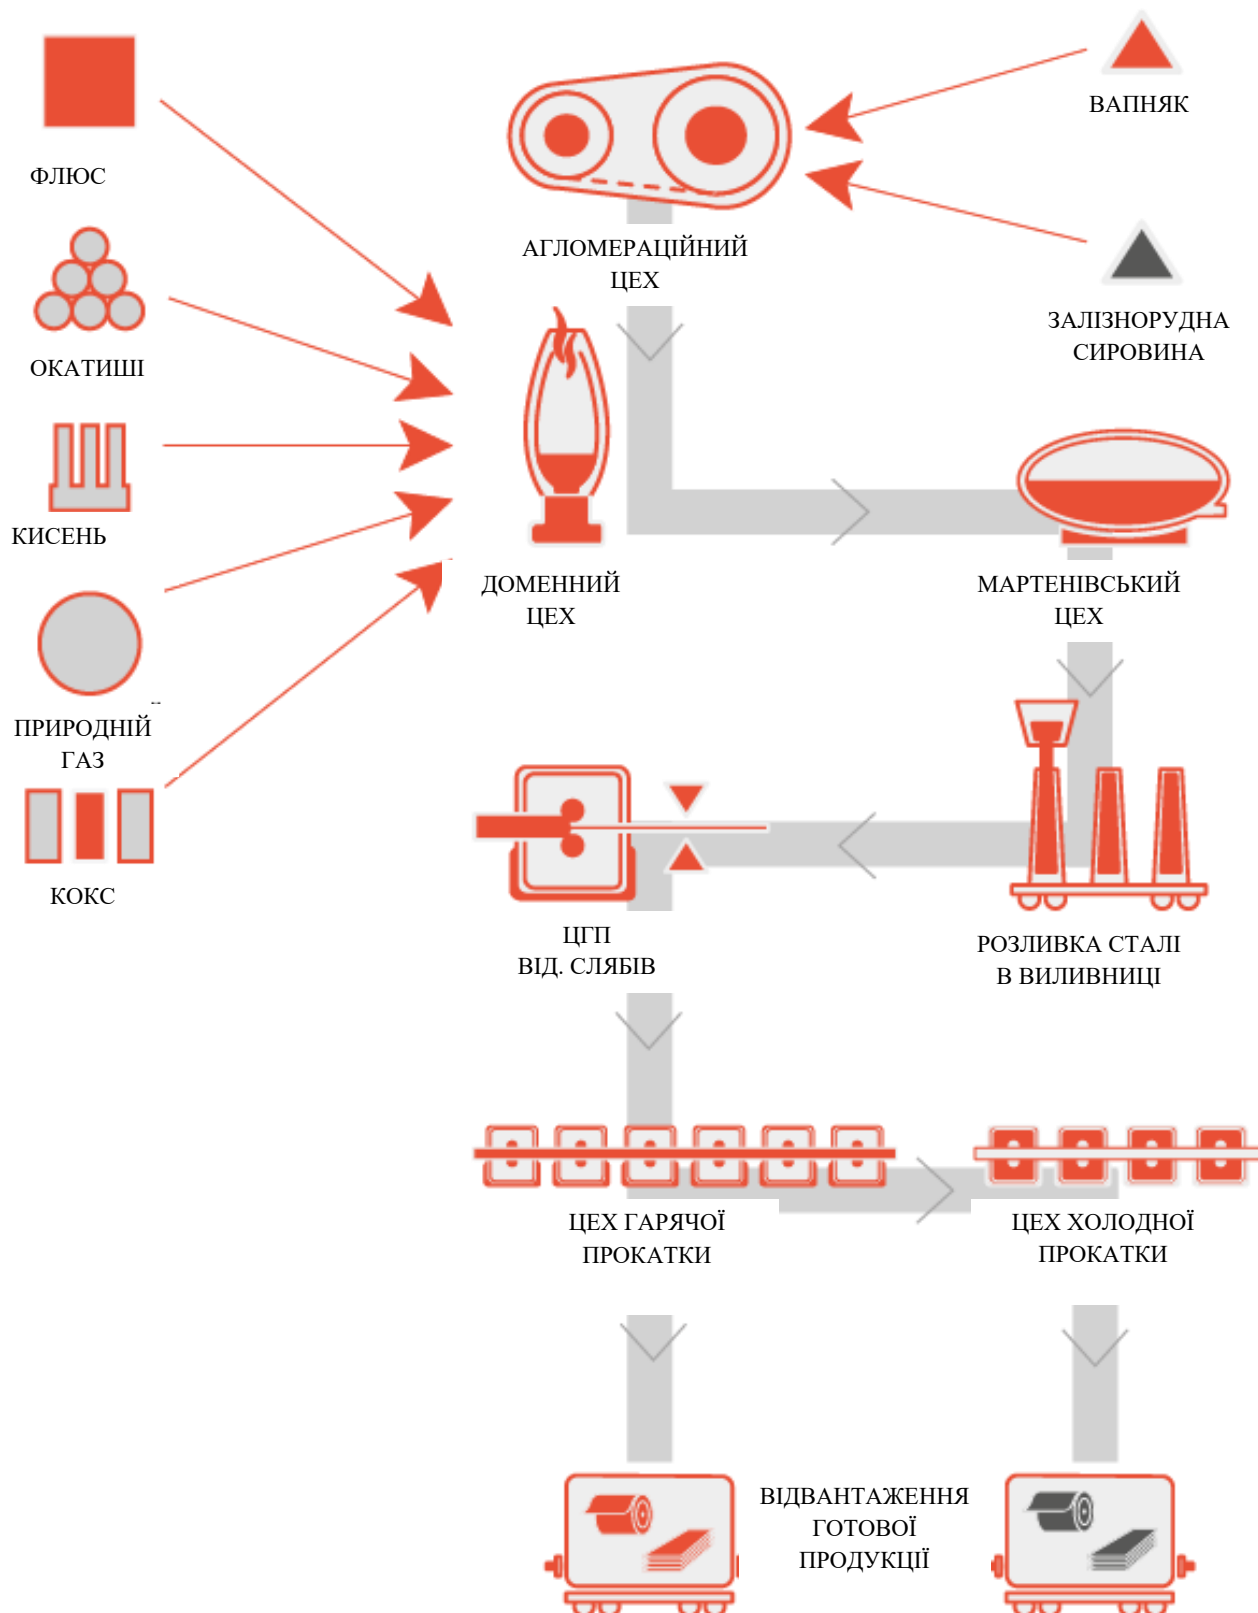 ФЛЮС
ОКАТИШІ
КИСЕНЬ
ПРИРОДНІЙ
ГАЗ
КОКС
АГЛОМЕРАЦІЙНИЙ
ЦЕХ
ВАПНЯК
ЗАЛІЗНОРУДНА
СИРОВИНА
ДОМЕННИЙ
ЦЕХ
МАРТЕНІВСЬКИЙ
ЦЕХ
ЦГП
ВІД. СЛЯБІВ
РОЗЛИВКА СТАЛІ
В ВИЛИВНИЦІ
ЦЕХ ГАРЯЧОЇ
ПРОКАТКИ
ЦЕХ ХОЛОДНОЇ
ПРОКАТКИ
ВІДВАНТАЖЕННЯ
ГОТОВОЇ
ПРОДУКЦІЇ